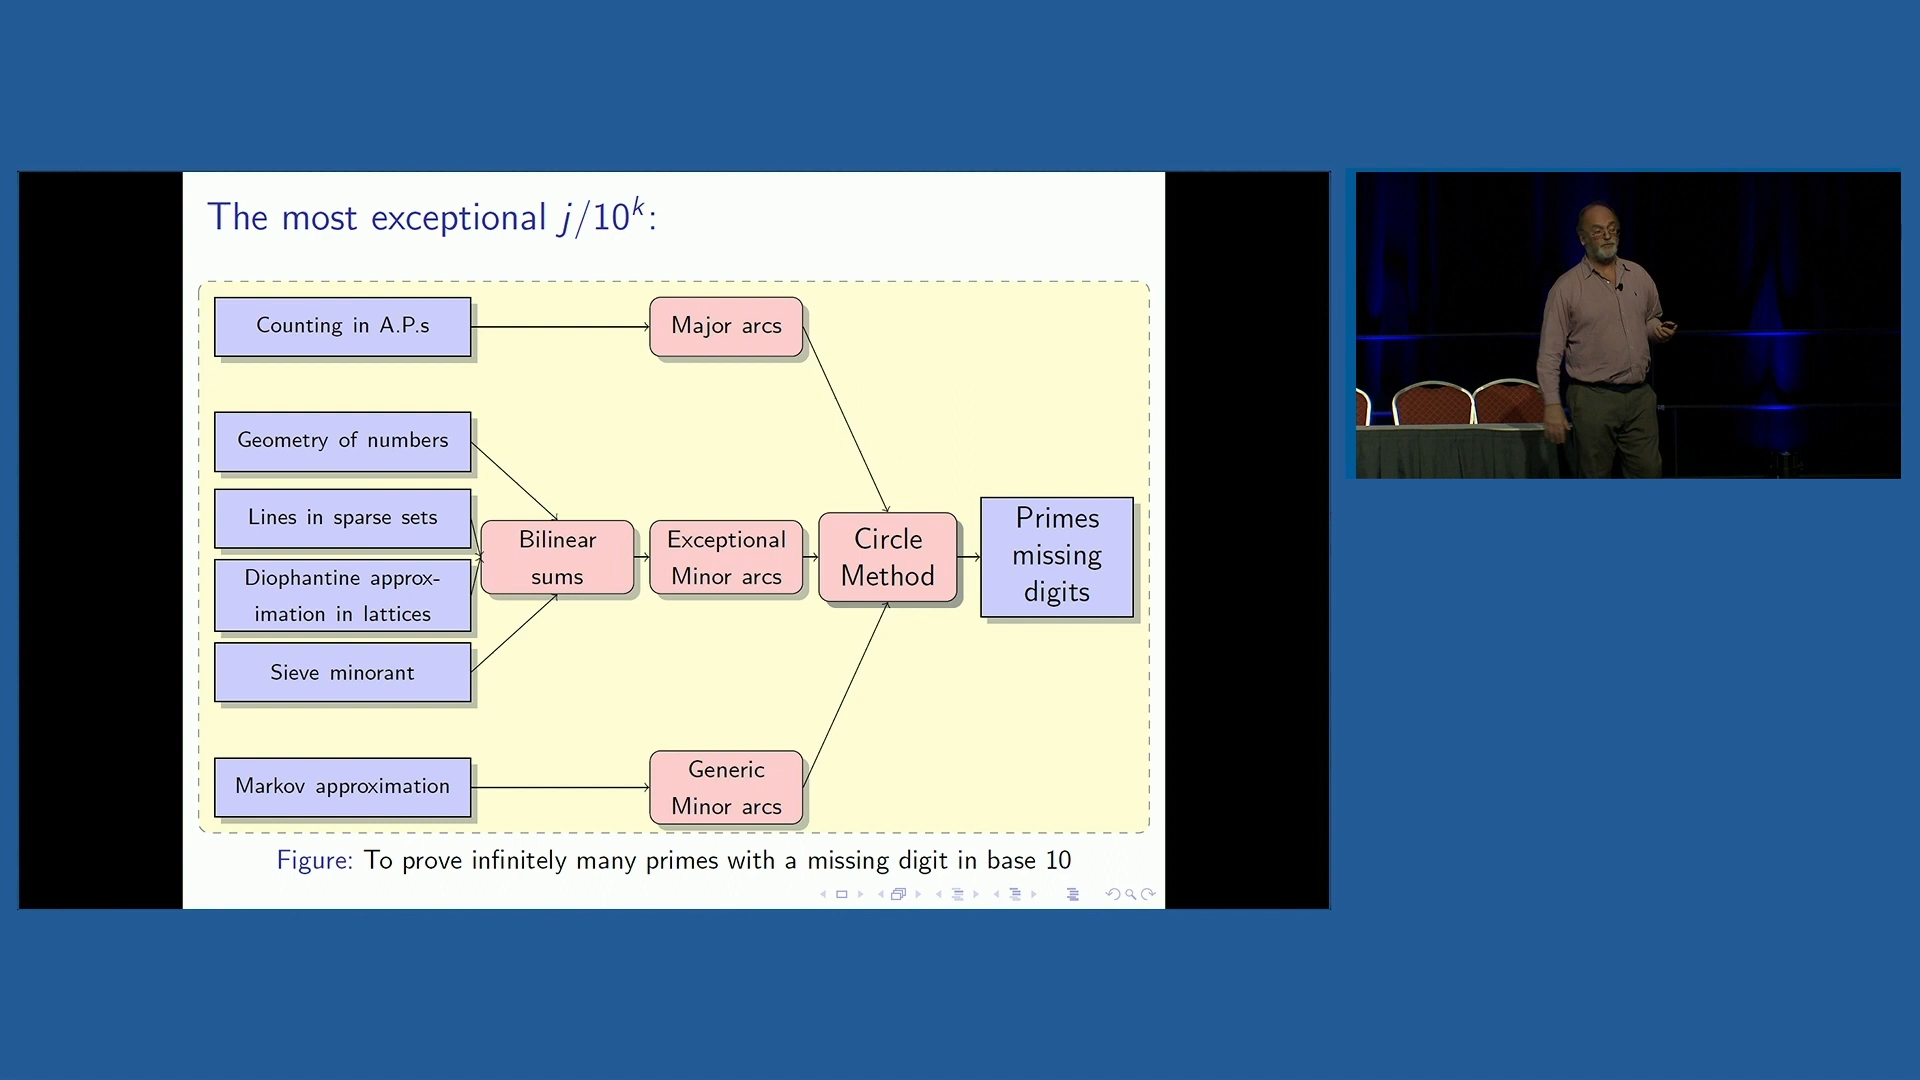 The most exceptional j/10^k:
Counting in A.P.s
Major arcs
Geometry of numbers
Lines in sparse sets
Diophantine approx-
imation in lattices
Sieve minorant
Bilinear
sums
Exceptional
Minor arcs
Circle
Method
Primes
missing
digits
Markov approximation
Generic
Minor arcs
Figure: To prove infinitely many primes with a missing digit in base 10